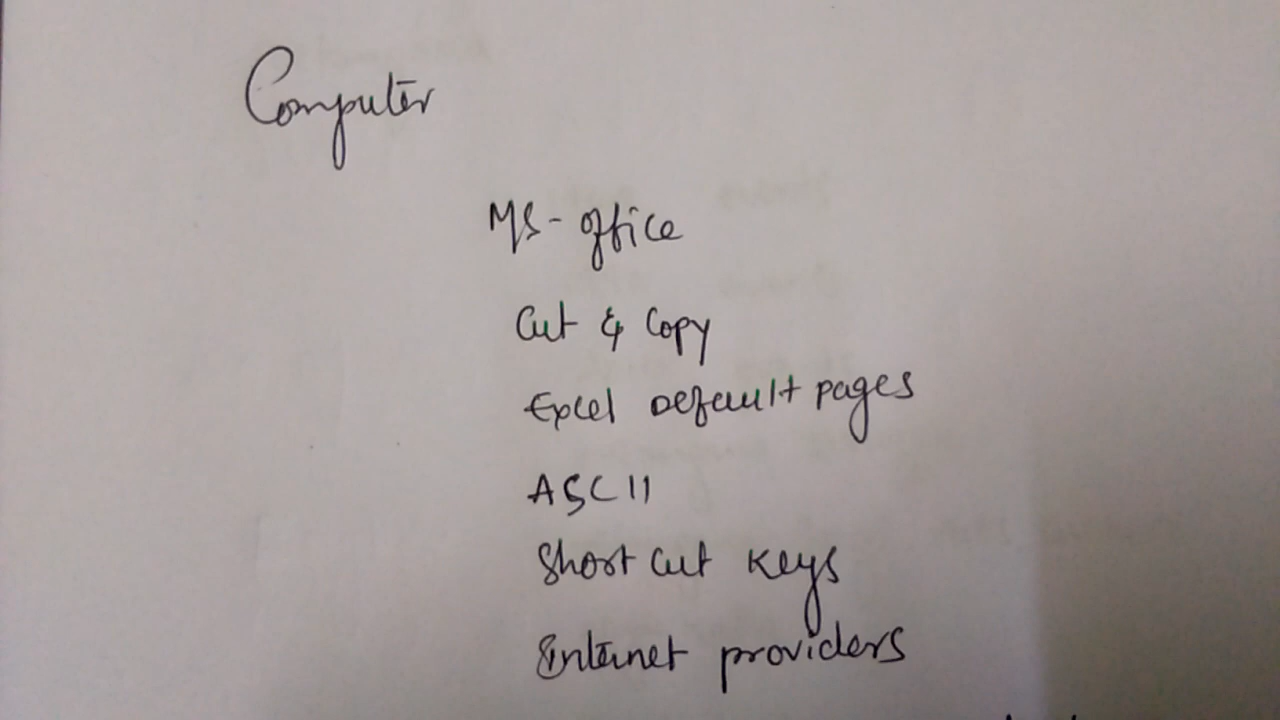 Computer
MS-office
Cut & Copy
Excel Default pages
ASCII
Short cut keys
Internet providers